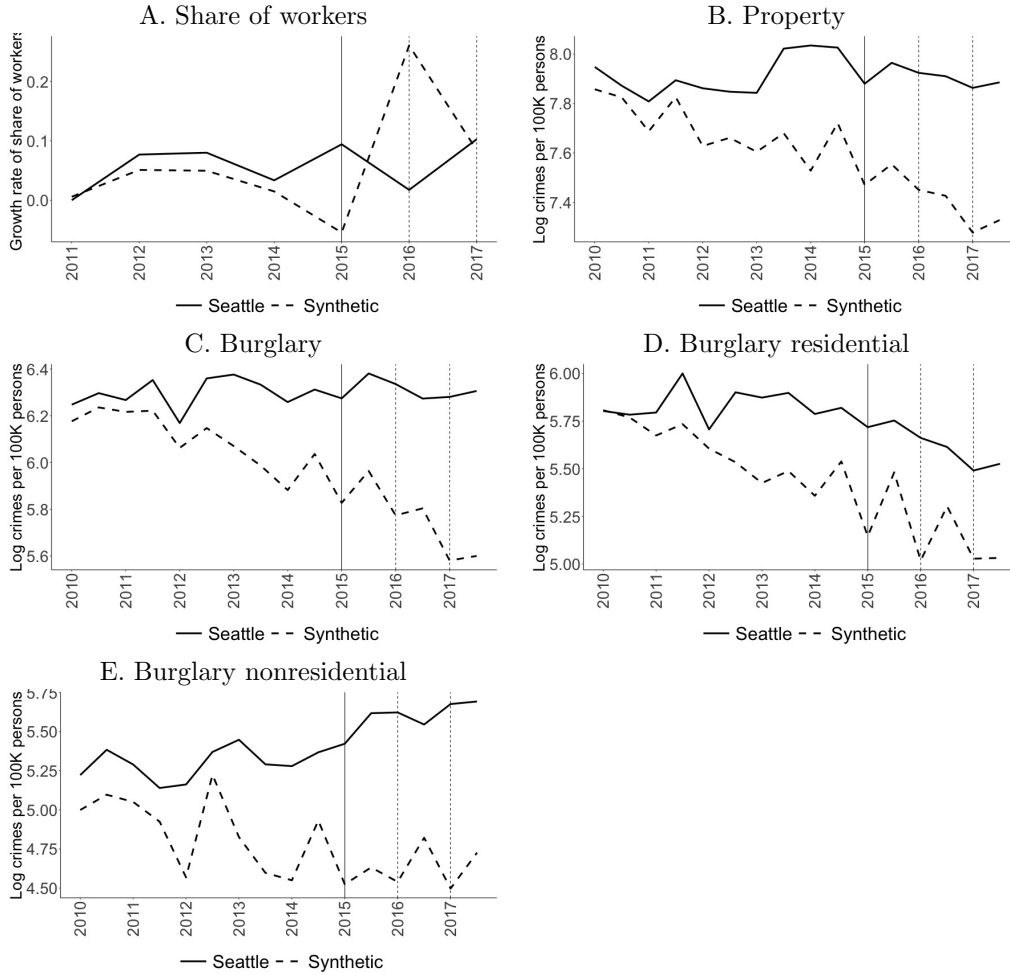 A. Share of workers
Growth rate of share of workers
0.2
0.1
0.0
2011 2012 2013 2014 2015 2016 2017
Seattle Synthetic
B. Property
Log crimes per 100K persons
8.0
7.8
7.6
7.4
2010 2011 2012 2013 2014 2015 2016 2017
Seattle Synthetic
C. Burglary
Log crimes per 100K persons
6.4
6.2
6.0
5.8
5.6
2010 2011 2012 2013 2014 2015 2016 2017
Seattle Synthetic
D. Burglary residential
Log crimes per 100K persons
6.00
5.75
5.50
5.25
5.00
2010 2011 2012 2013 2014 2015 2016 2017
Seattle Synthetic
E. Burglary nonresidential
Log crimes per 100K persons
5.75
5.50
5.25
5.00
4.75
4.50
2010 2011 2012 2013 2014 2015 2016 2017
Seattle Synthetic